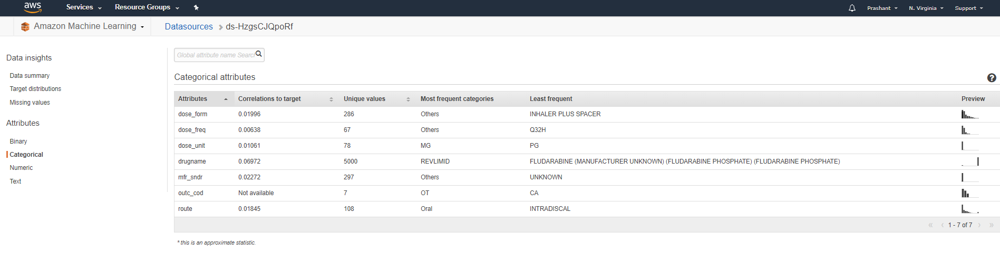 aws Services Resource Groups Prashant N. Virginia Support
Amazon Machine Learning Datasources ds-HzgsCJQpoRf
Data insights
Data summary
Target distributions
Missing values
Attributes
Binary
Categorical
Numeric
Text
Global attribute name Search
Categorical attributes
Attributes Correlations to target Unique values Most frequent categories Least frequent Preview
dose_form 0.01996 286 Others INHALER PLUS SPACER
dose_freq 0.00638 67 Others Q32H
dose_unit 0.01061 78 MG PG
drugname 0.06972 5000 REVLIMID FLUDARABINE (MANUFACTURER UNKNOWN) (FLUDARABINE PHOSPHATE) (FLUDARABINE PHOSPHATE)
mfr_sndr 0.02272 297 Others UNKNOWN
outc_cod Not available 7 OT CA
route 0.01845 108 Oral INTRADISCAL
« ‹ 1 - 7 of 7 › »
* this is an approximate statistic.